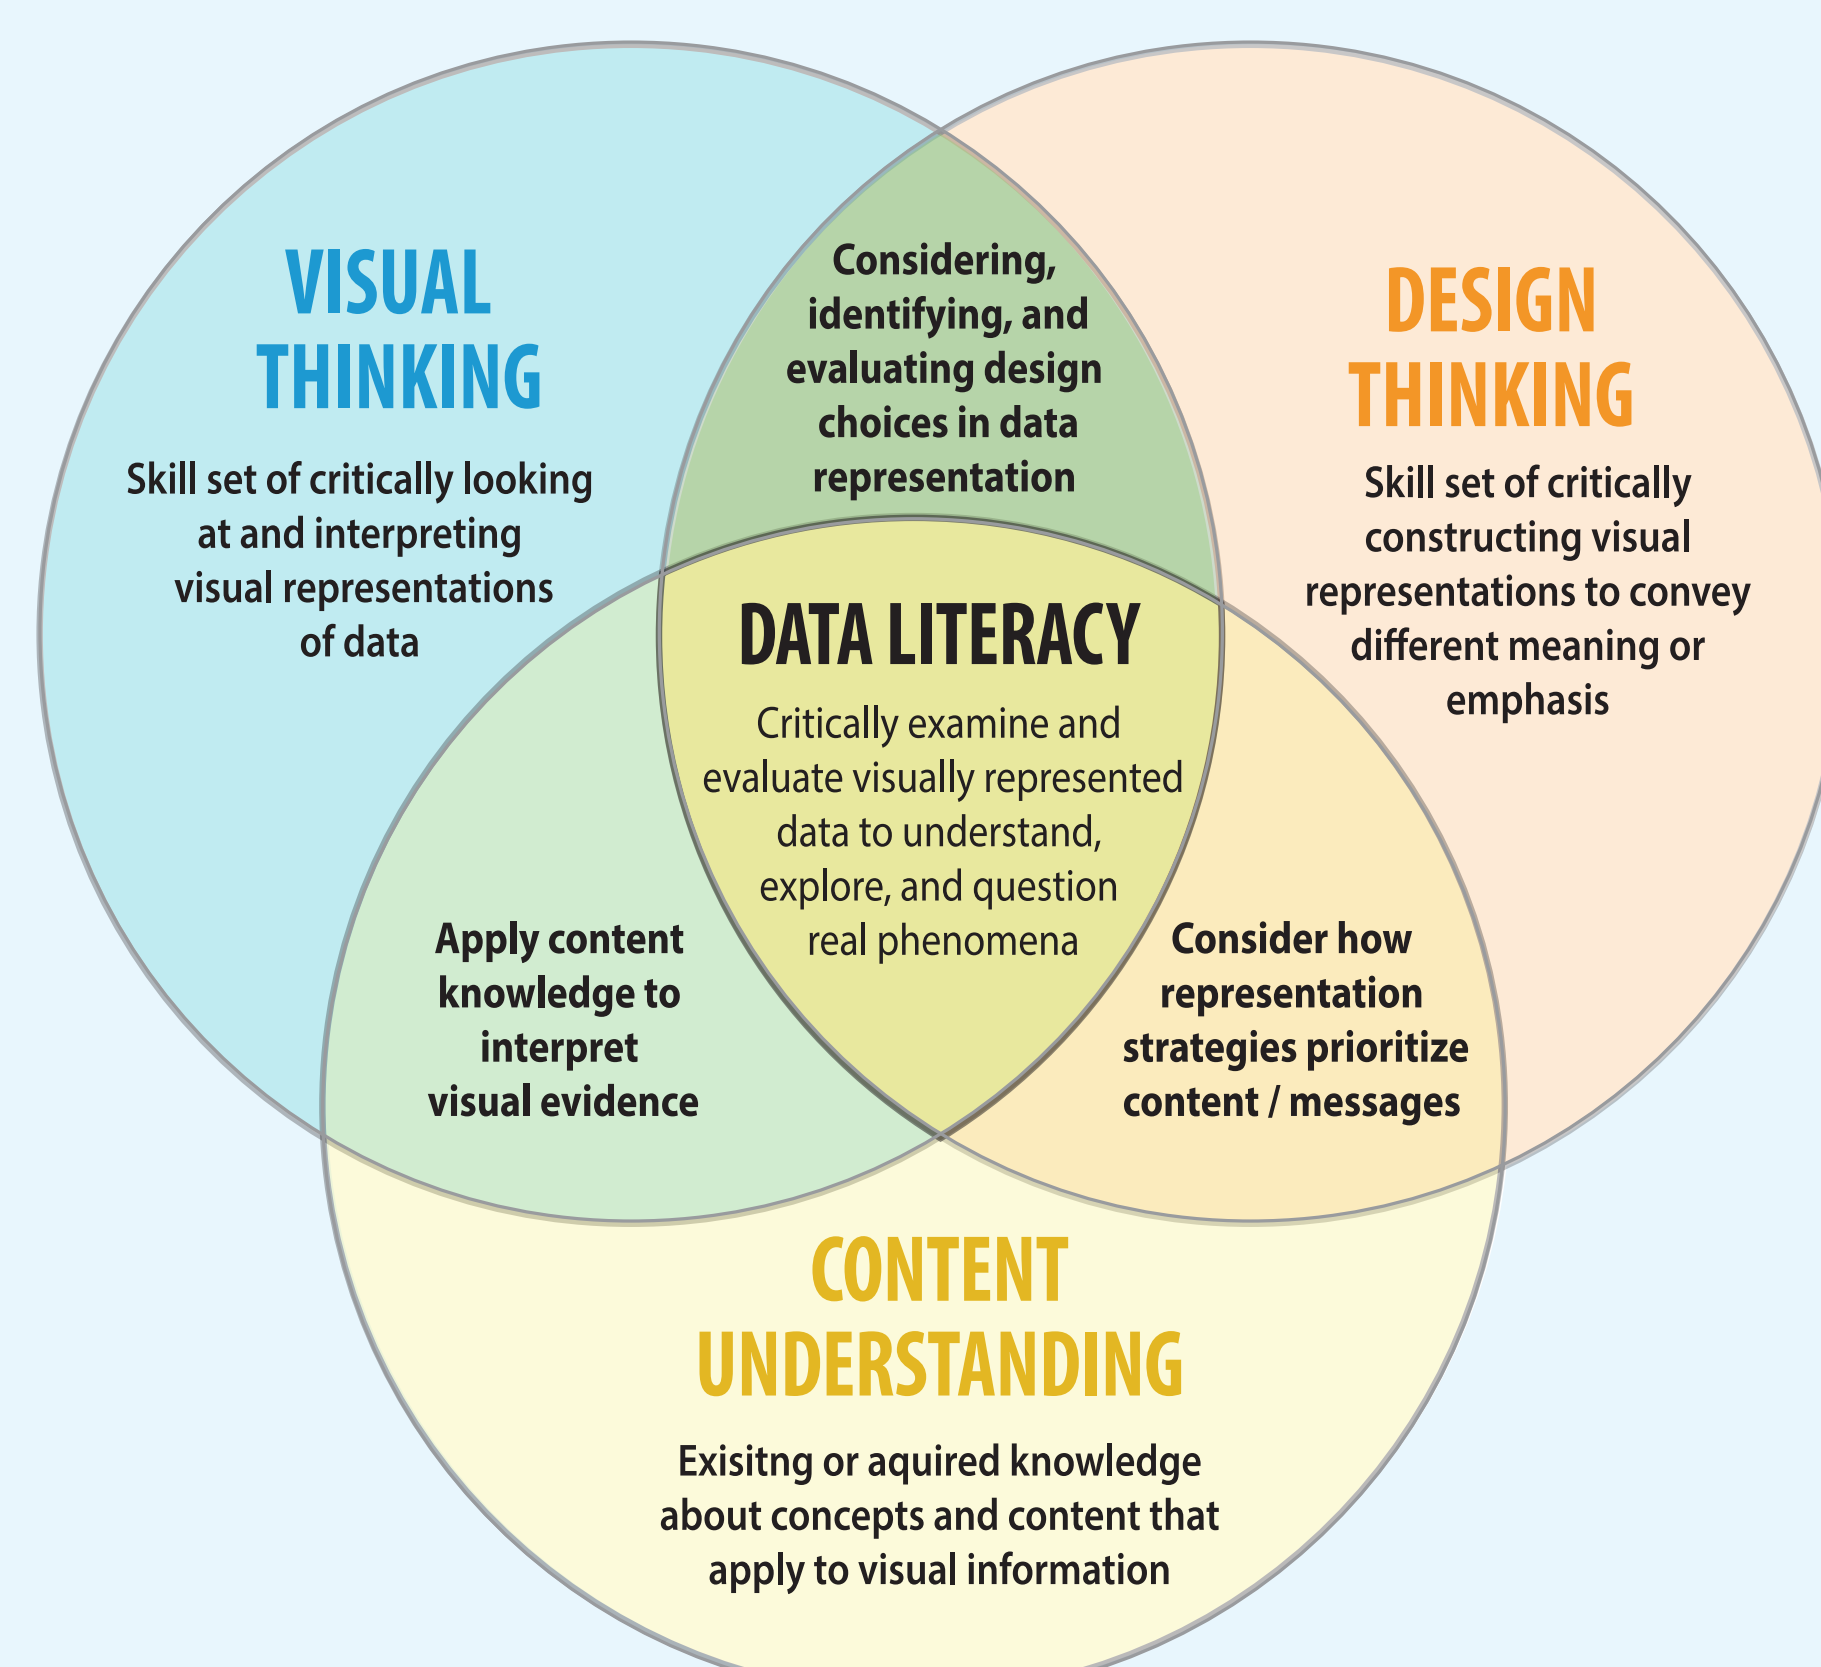 VISUAL
THINKING
Skill set of critically looking
at and interpreting
visual representations
of data
Considering,
identifying, and
evaluating design
choices in data
representation
DESIGN
THINKING
Skill set of critically
constructing visual
representations to convey
different meaning or
emphasis
DATA LITERACY
Critically examine and
evaluate visually represented
data to understand,
explore, and question
real phenomena
Apply content
knowledge to
interpret
visual evidence
Consider how
representation
strategies prioritize
content / messages
CONTENT
UNDERSTANDING
Exisitng or aquired knowledge
about concepts and content that
apply to visual information